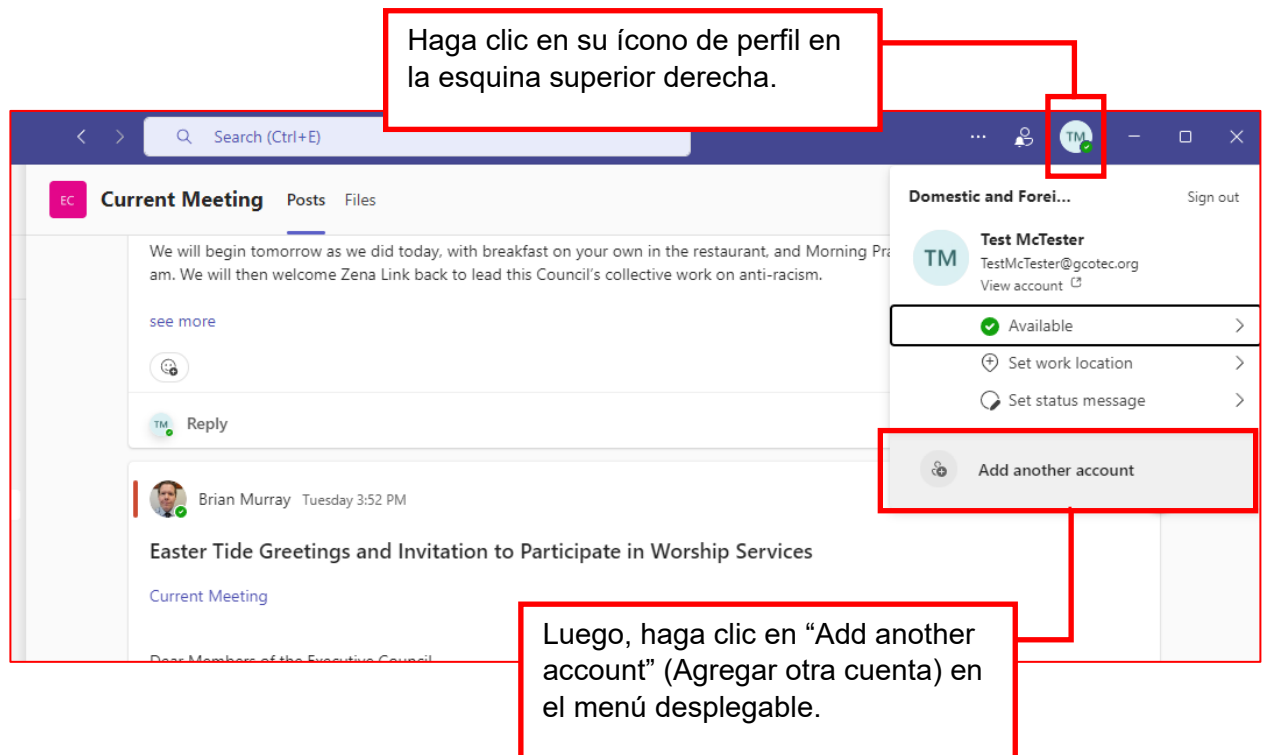 Haga clic en su ícono de perfil en
la esquina superior derecha.
Search (Ctrl+E)
TM
EC Current Meeting Posts Files
Domestic and Forei... Sign out
We will begin tomorrow as we did today, with breakfast on your own in the restaurant, and Morning
am. We will then welcome Zena Link back to lead this Council's collective work on anti-racism.
see more
TM Test McTester
TestMcTester@gcotec.org
View account
Available
Set work location
Set status message
TM Reply
Add another account
Brian Murray Tuesday 3:52 PM
Easter Tide Greetings and Invitation to Participate in Worship Services
Current Meeting
Dear Members of the Executive Council
Luego, haga clic en “Add another
account” (Agregar otra cuenta) en
el menú desplegable.